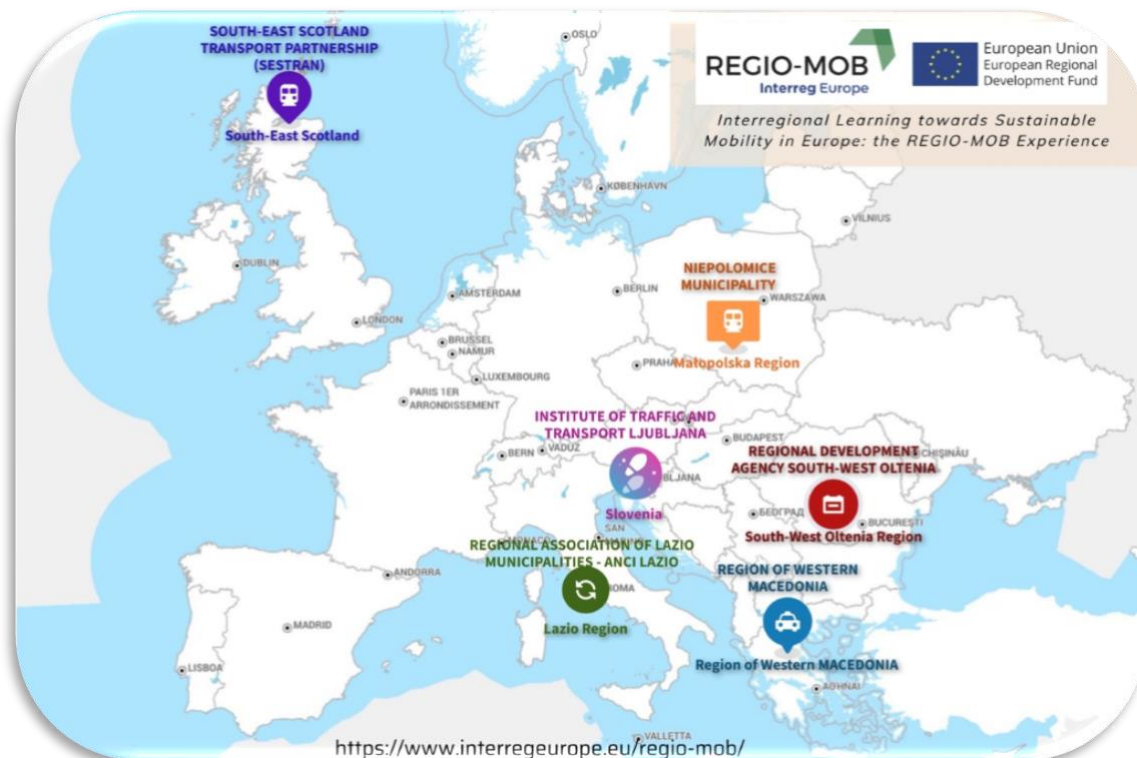 SOUTH-EAST SCOTLAND
TRANSPORT PARTNERSHIP
(SESTRAN)
South-East Scotland
OSLO
REGIO-MOB
Interreg Europe
European Union
European Regional
Development Fund
Interregional Learning towards Sustainable
Mobility in Europe: the REGIO-MOB Experience
KØBENHAVN
VILNIUS
DUBLIN
AMSTERDAM
BERLIN
NIEPOLOMICE
MUNICIPALITY
WARSZAWA
LONDON
BRUSSEL
NAMUR
PRAHA
Małopolska Region
LUXEMBOURG
PARIS 1ER
ARRONDISSEMENT
INSTITUTE OF TRAFFIC AND
TRANSPORT LJUBLJANA
BERN
VADUZ
BUDAPEST
CHIȘINĂU
REGIONAL DEVELOPMENT
AGENCY SOUTH-WEST OLTENIA
BLJANA
Slovenia
БЕОГРАД
BUCUREȘTI
South-West Oltenia Region
SAN
MONACO
REGIONAL ASSOCIATION OF LAZIO
MUNICIPALITIES - ANCI LAZIO
ROMA
Lazio Region
REGION OF WESTERN
MACEDONIA
Region of Western MACEDONIA
ANDORRA
MADRID
LISBOA
VALLETTA
https://www.interregeurope.eu/regio-mob/